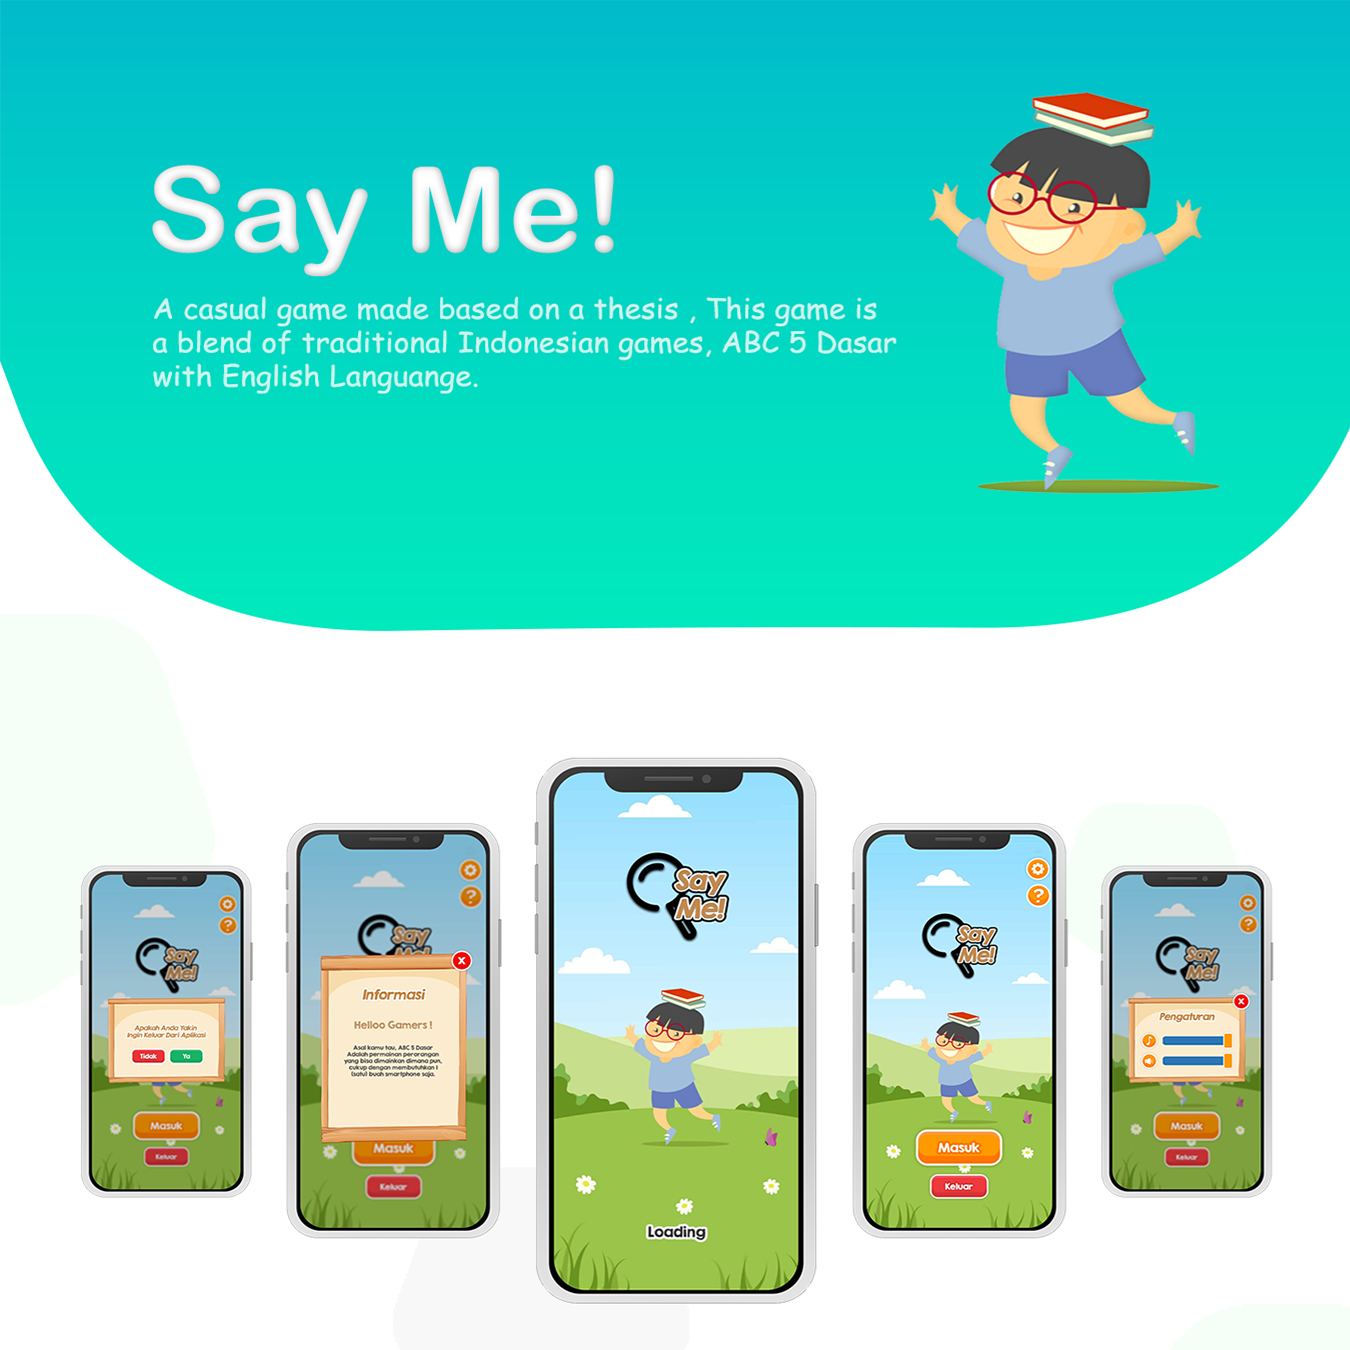 Say Me!
A casual game made based on a thesis , This game is
a blend of traditional Indonesian games, ABC 5 Dasar
with English Languange.
Say
Me!
Apakah Anda Yakin
Ingin Keluar Dari Aplikasi
Tidak
Ya
Masuk
Keluar
?
Say
Me!
X
Informasi
Helloo Gamers !
Asal kamu tau, ABC 5 Dasar
Adalah permainan perorangan
yang bisa dimainkan dimana pun,
cukup dengan membutuhkan 1
(satu) buah smartphone saja.
Masuk
Keluar
?
Say
Me!
Loading
?
Say
Me!
Masuk
Keluar
?
Say
Me!
X
Pengaturan
Masuk
Keluar